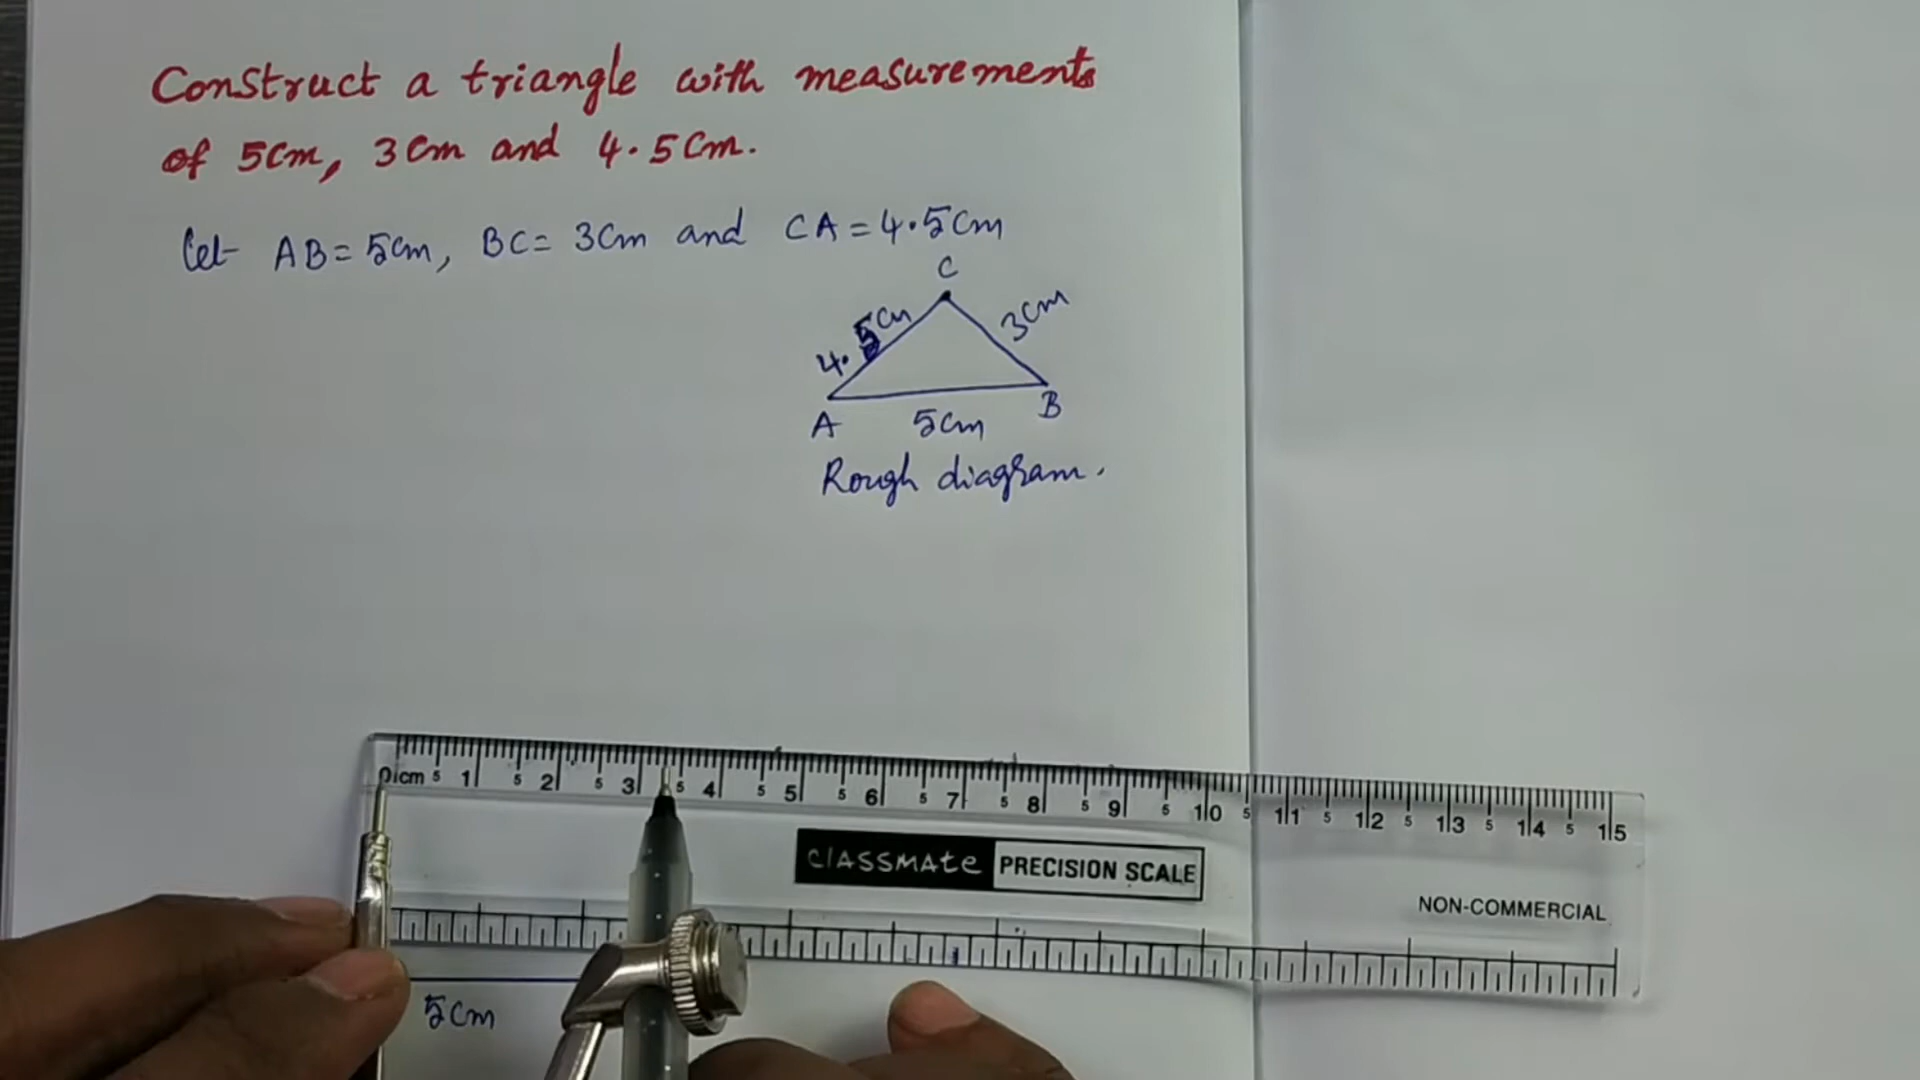 Construct a triangle with measurements
of 5cm, 3cm and 4.5cm.
Let AB = 5cm, BC = 3cm and CA = 4.5cm
C
4.5cm
3cm
A
5cm
B
Rough diagram.
0 cm 5 1 5 2 5 3 5 4 5 5 5 6 5 7 5 8 5 9 5 10 5 11 5 12 5 13 5 14 5 15
CLASSMATE PRECISION SCALE
NON-COMMERCIAL
5cm